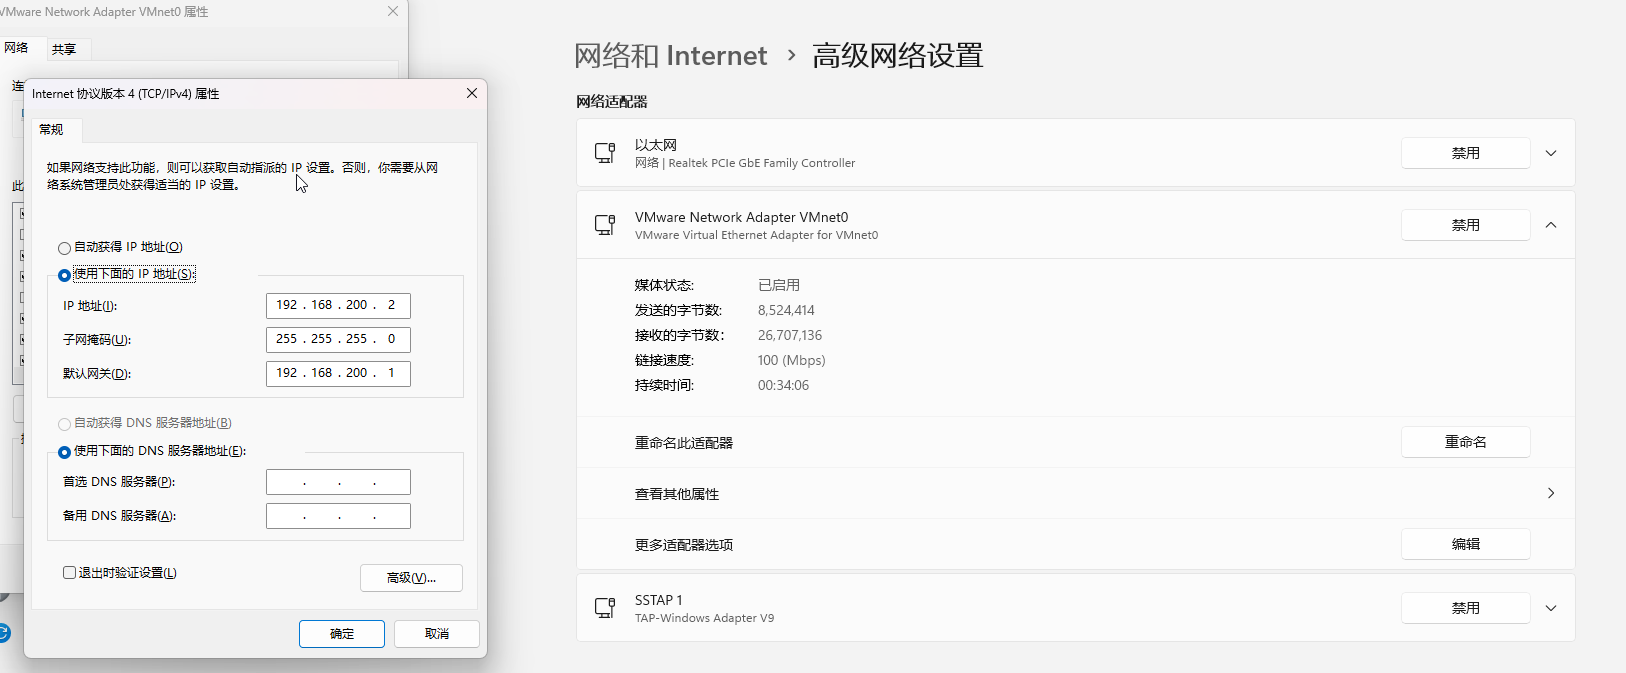 VMware Network Adapter VMnet0 属性
网络 共享
Internet 协议版本 4 (TCP/IPv4) 属性
常规
如果网络支持此功能，则可以获取自动指派的 IP 设置。否则，你需要从网
络系统管理员处获得适当的 IP 设置。
自动获得 IP 地址(O)
使用下面的 IP 地址(S):
IP 地址(I): 192 . 168 . 200 . 2
子网掩码(U): 255 . 255 . 255 . 0
默认网关(D): 192 . 168 . 200 . 1
自动获得 DNS 服务器地址(B)
使用下面的 DNS 服务器地址(E):
首选 DNS 服务器(P): . . .
备用 DNS 服务器(A): . . .
退出时验证设置(L)
高级(V)...
确定 取消
网络和 Internet › 高级网络设置
网络适配器
以太网
网络 | Realtek PCIe GbE Family Controller
禁用
VMware Network Adapter VMnet0
VMware Virtual Ethernet Adapter for VMnet0
禁用
媒体状态: 已启用
发送的字节数: 8,524,414
接收的字节数: 26,707,136
链接速度: 100 (Mbps)
持续时间: 00:34:06
重命名此适配器 重命名
查看其他属性
更多适配器选项 编辑
SSTAP 1
TAP-Windows Adapter V9
禁用